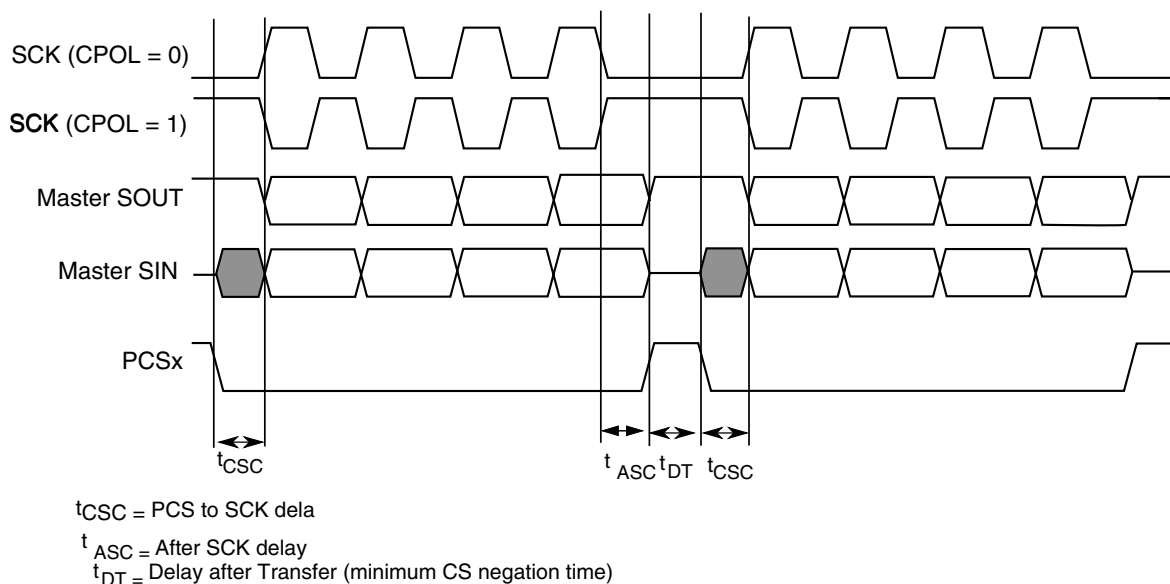 SCK (CPOL = 0)
SCK (CPOL = 1)
Master SOUT
Master SIN
PCSx
tCSC
t ASC
tDT
tCSC
tCSC = PCS to SCK dela
t ASC = After SCK delay
tDT = Delay after Transfer (minimum CS negation time)